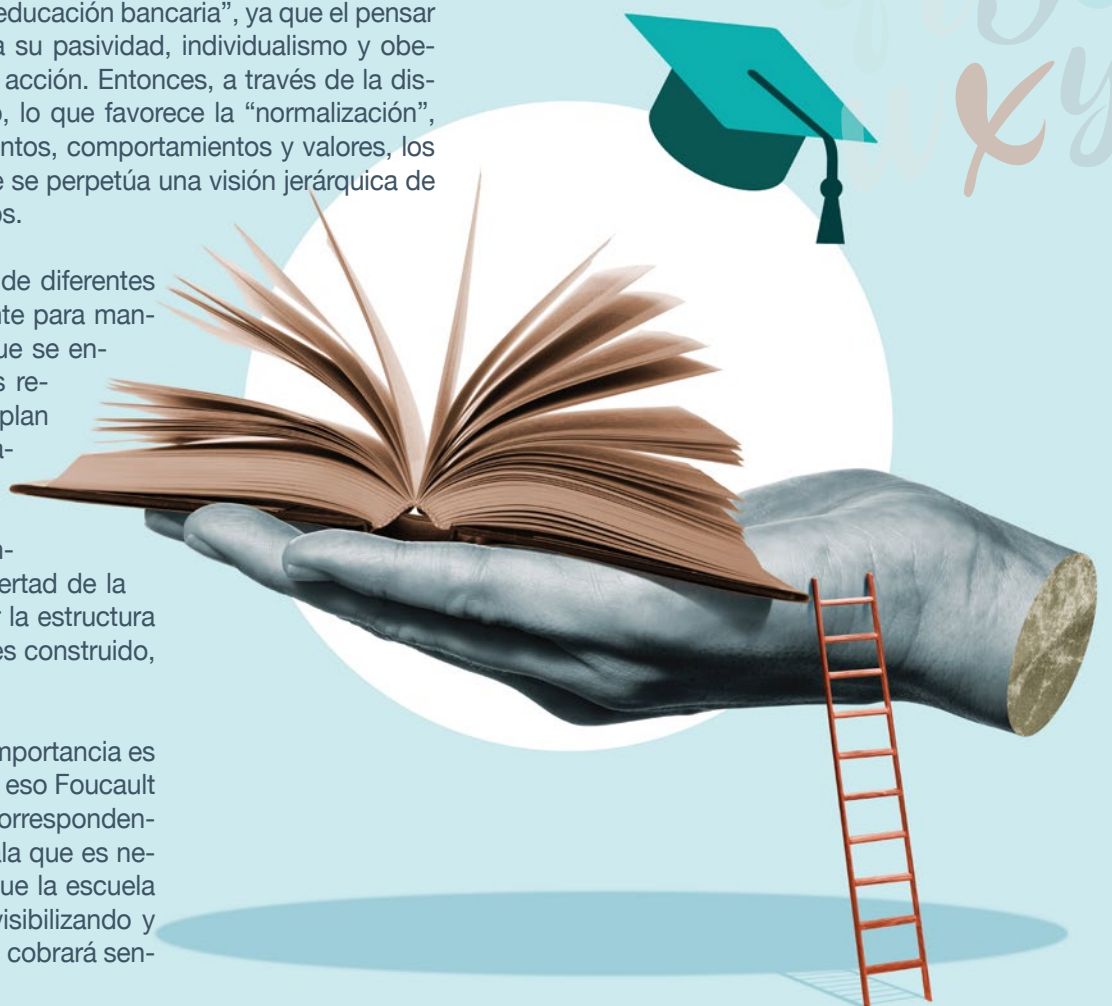 educación bancaria”, ya que el pensar
a su pasividad, individualismo y obe-
acción. Entonces, a través de la dis-
o, lo que favorece la “normalización”,
ntos, comportamientos y valores, los
e se perpetúa una visión jerárquica de
os.
de diferentes
nte para man-
ue se en-
s re-
plan
a-
n-
ertad de la
r la estructura
es construido,
mportancia es
eso Foucault
orresponden-
ala que es ne-
ue la escuela
visibilizando y
cobrará sen-
w x y